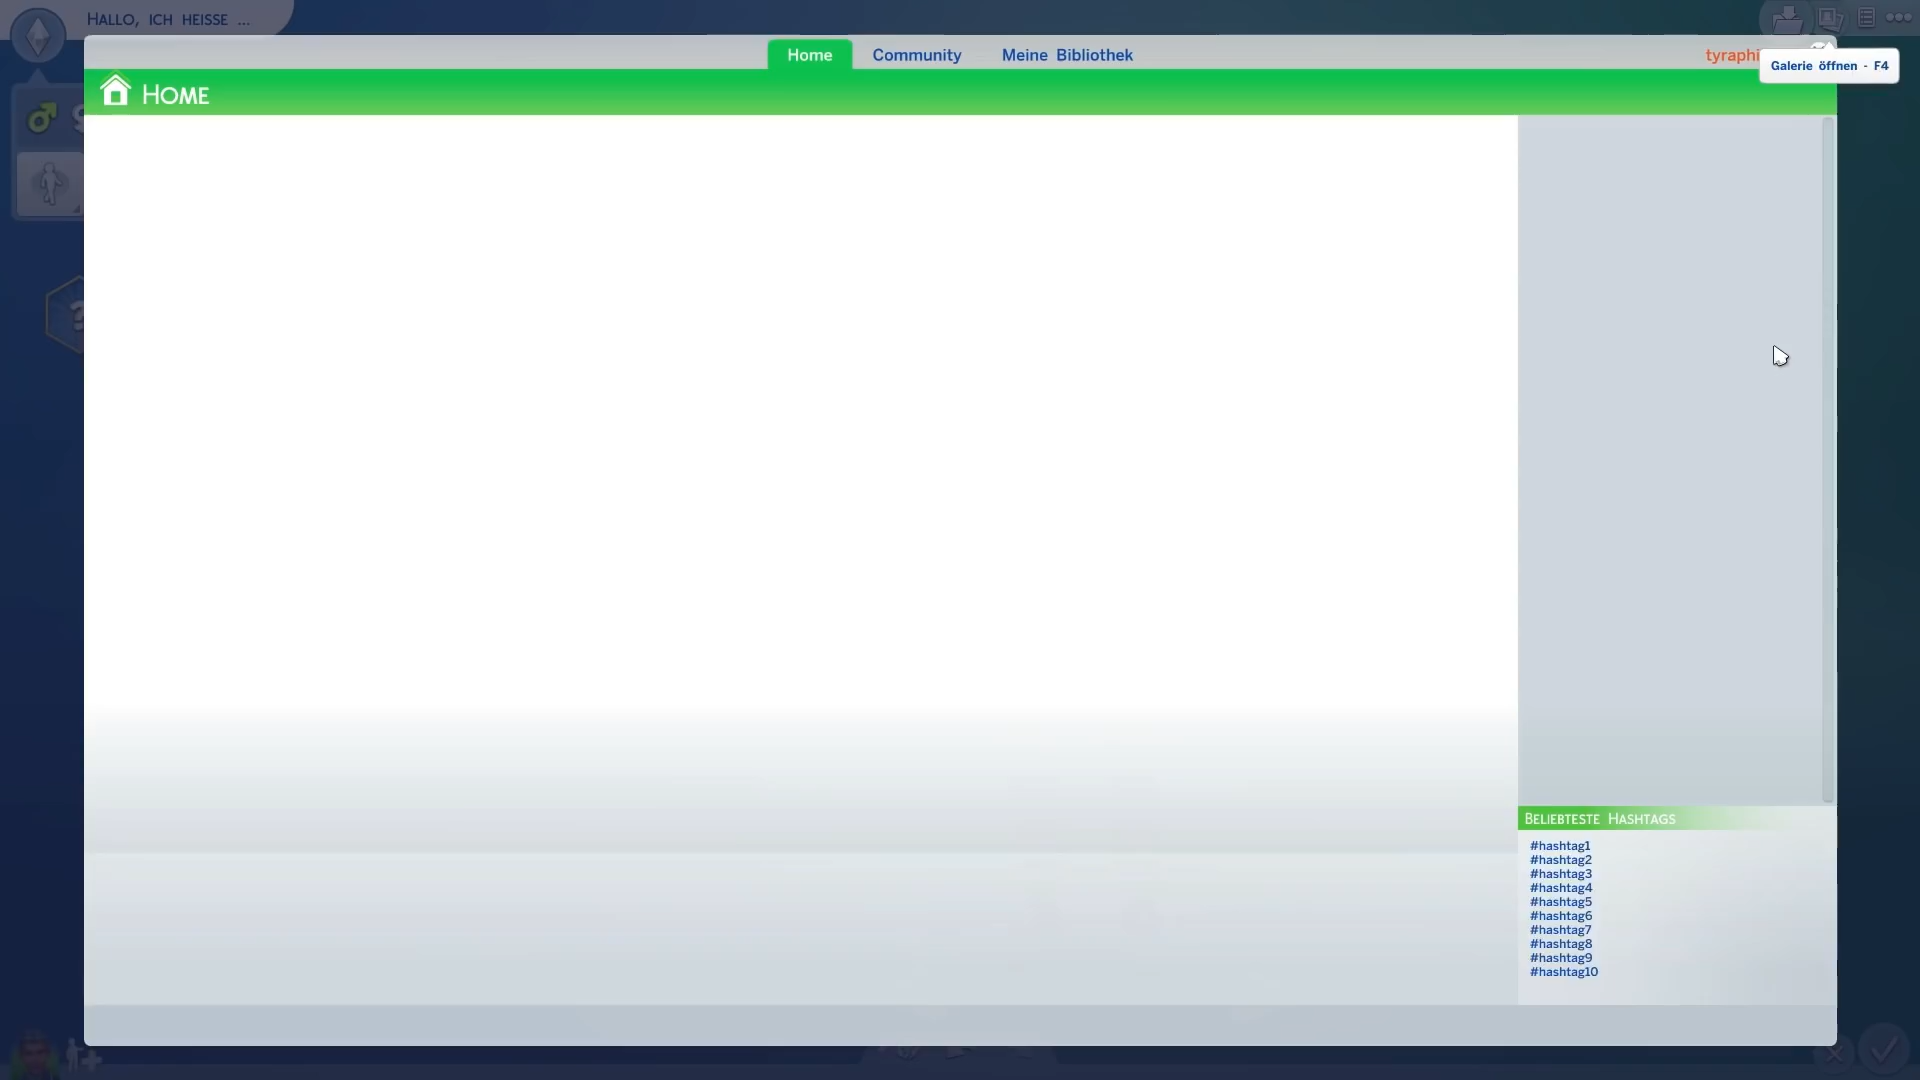 HALLO, ICH HEISSE ...
Home Community Meine Bibliothek
Galerie öffnen - F4
HOME
BELIEBTESTE HASHTAGS
#hashtag1
#hashtag2
#hashtag3
#hashtag4
#hashtag5
#hashtag6
#hashtag7
#hashtag8
#hashtag9
#hashtag10